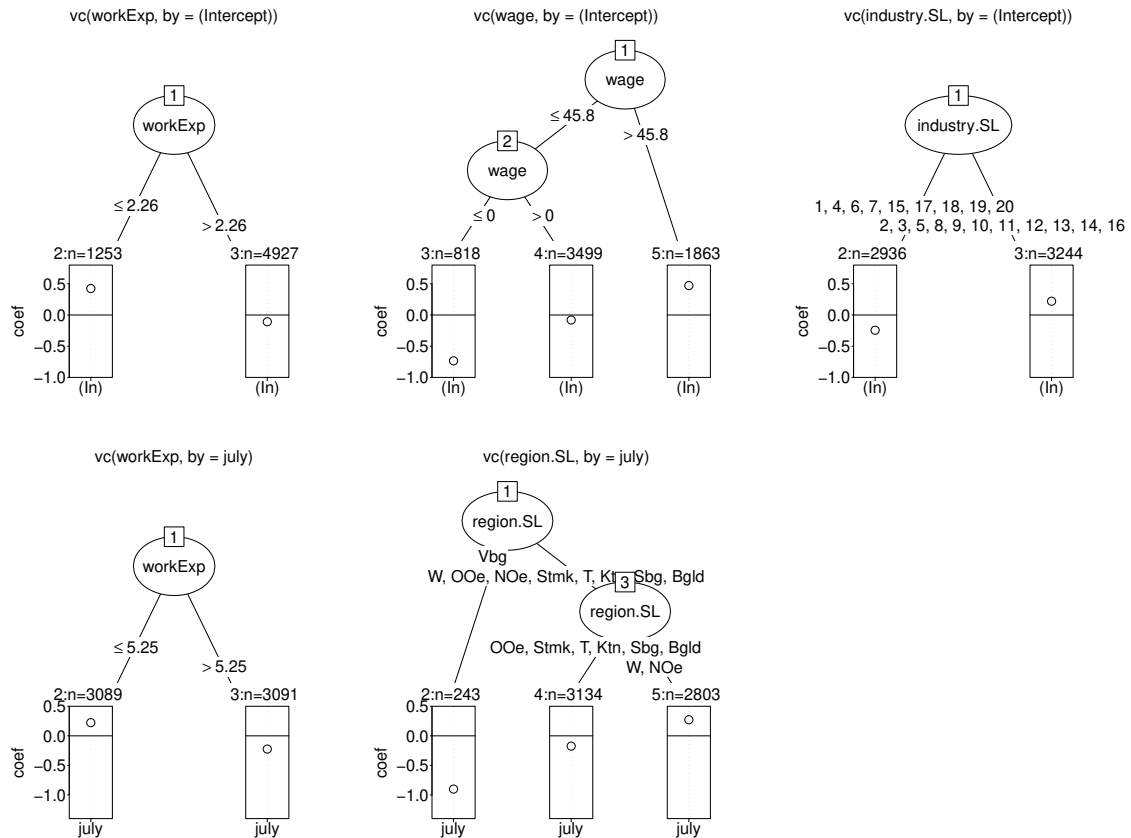 vc(workExp, by = (Intercept))
1
workExp
≤ 2.26
> 2.26
2:n=1253
3:n=4927
0.5
0.0
−0.5
−1.0
coef
(In)
(In)
vc(wage, by = (Intercept))
1
wage
≤ 45.8
> 45.8
2
wage
≤ 0
> 0
3:n=818
4:n=3499
5:n=1863
0.5
0.0
−0.5
−1.0
coef
(In)
(In)
(In)
vc(industry.SL, by = (Intercept))
1
industry.SL
1, 4, 6, 7, 15, 17, 18, 19, 20
2, 3, 5, 8, 9, 10, 11, 12, 13, 14, 16
2:n=2936
3:n=3244
0.5
0.0
−0.5
−1.0
coef
(In)
(In)
vc(workExp, by = july)
1
workExp
≤ 5.25
> 5.25
2:n=3089
3:n=3091
0.5
0.0
−0.5
−1.0
coef
july
july
vc(region.SL, by = july)
1
region.SL
Vbg
W, OOe, NOe, Stmk, T, Ktn, Sbg, Bgld
3
region.SL
OOe, Stmk, T, Ktn, Sbg, Bgld
W, NOe
2:n=243
4:n=3134
5:n=2803
0.5
0.0
−0.5
−1.0
coef
july
july
july